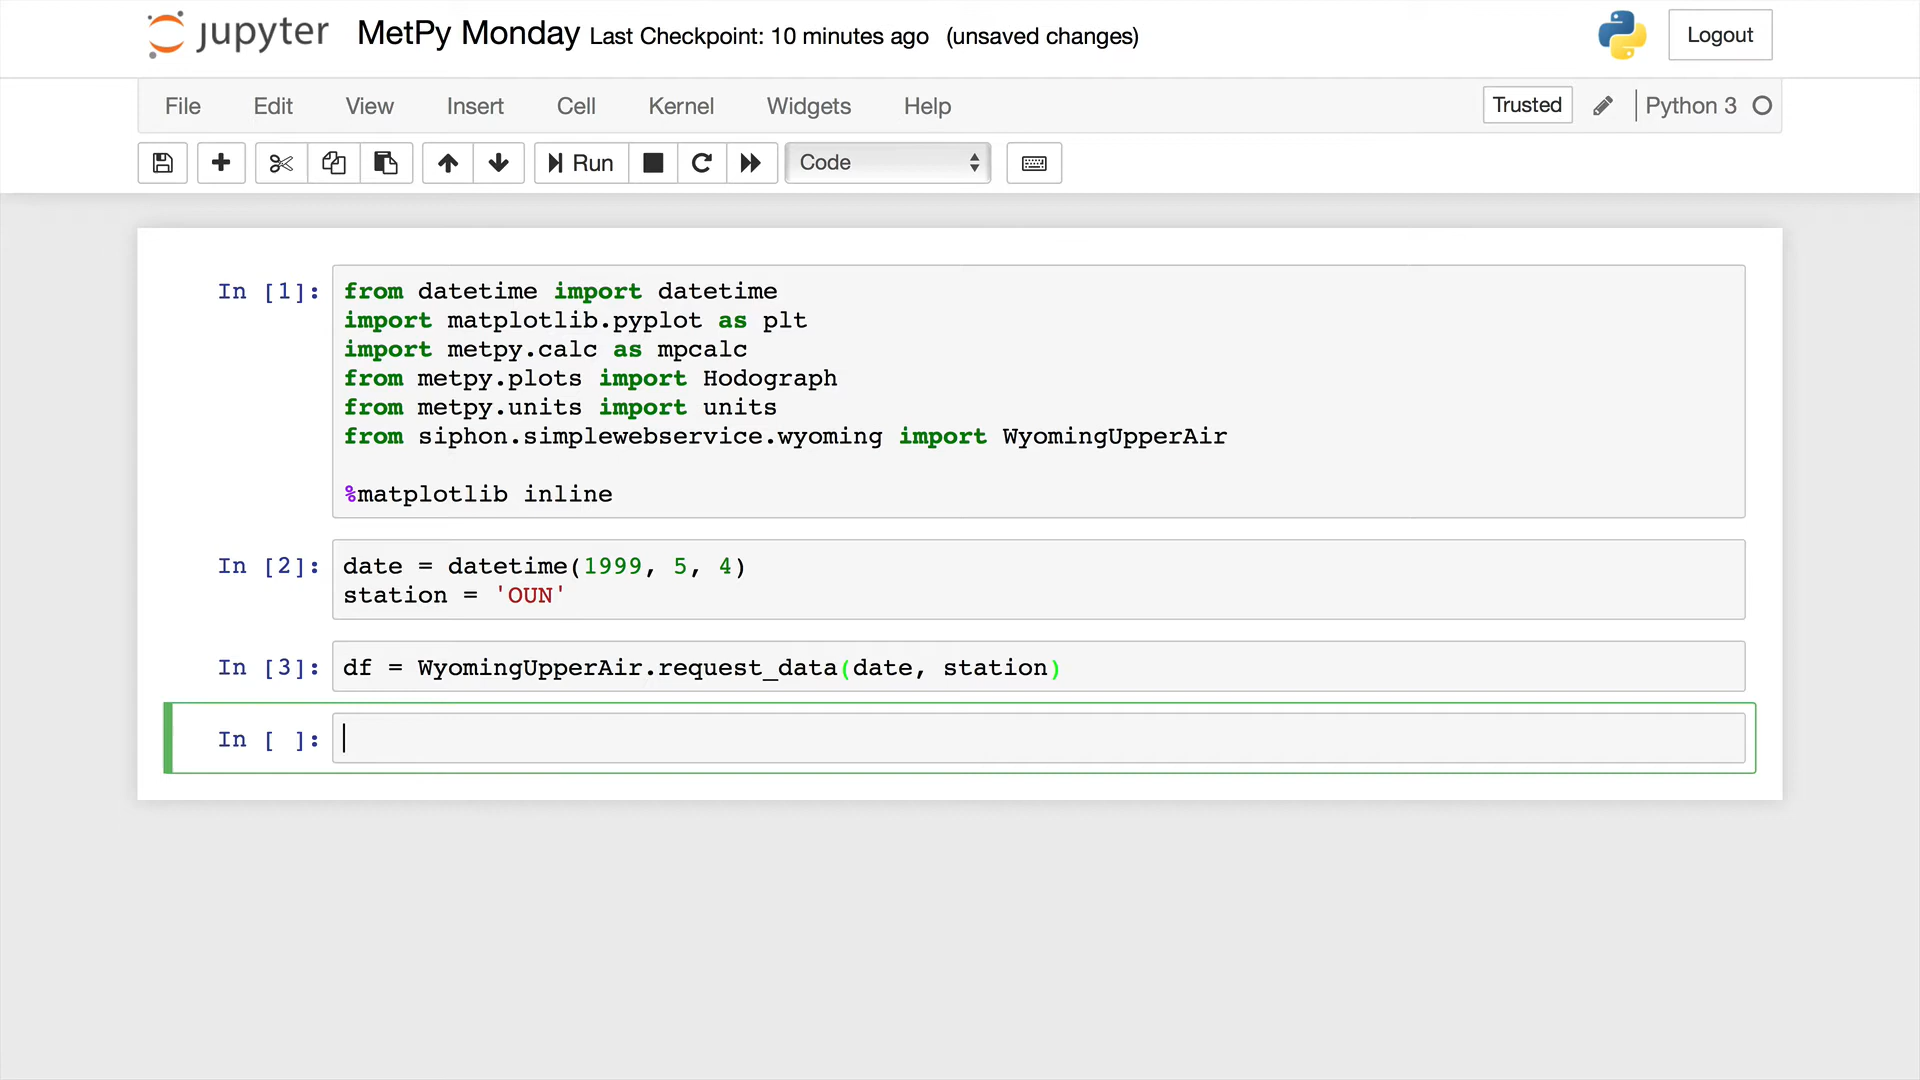 jupyter MetPy Monday Last Checkpoint: 10 minutes ago (unsaved changes) Logout
File Edit View Insert Cell Kernel Widgets Help Trusted Python 3
Run Code
In [1]: from datetime import datetime
import matplotlib.pyplot as plt
import metpy.calc as mpcalc
from metpy.plots import Hodograph
from metpy.units import units
from siphon.simplewebservice.wyoming import WyomingUpperAir
%matplotlib inline
In [2]: date = datetime(1999, 5, 4)
station = 'OUN'
In [3]: df = WyomingUpperAir.request_data(date, station)
In [ ]: